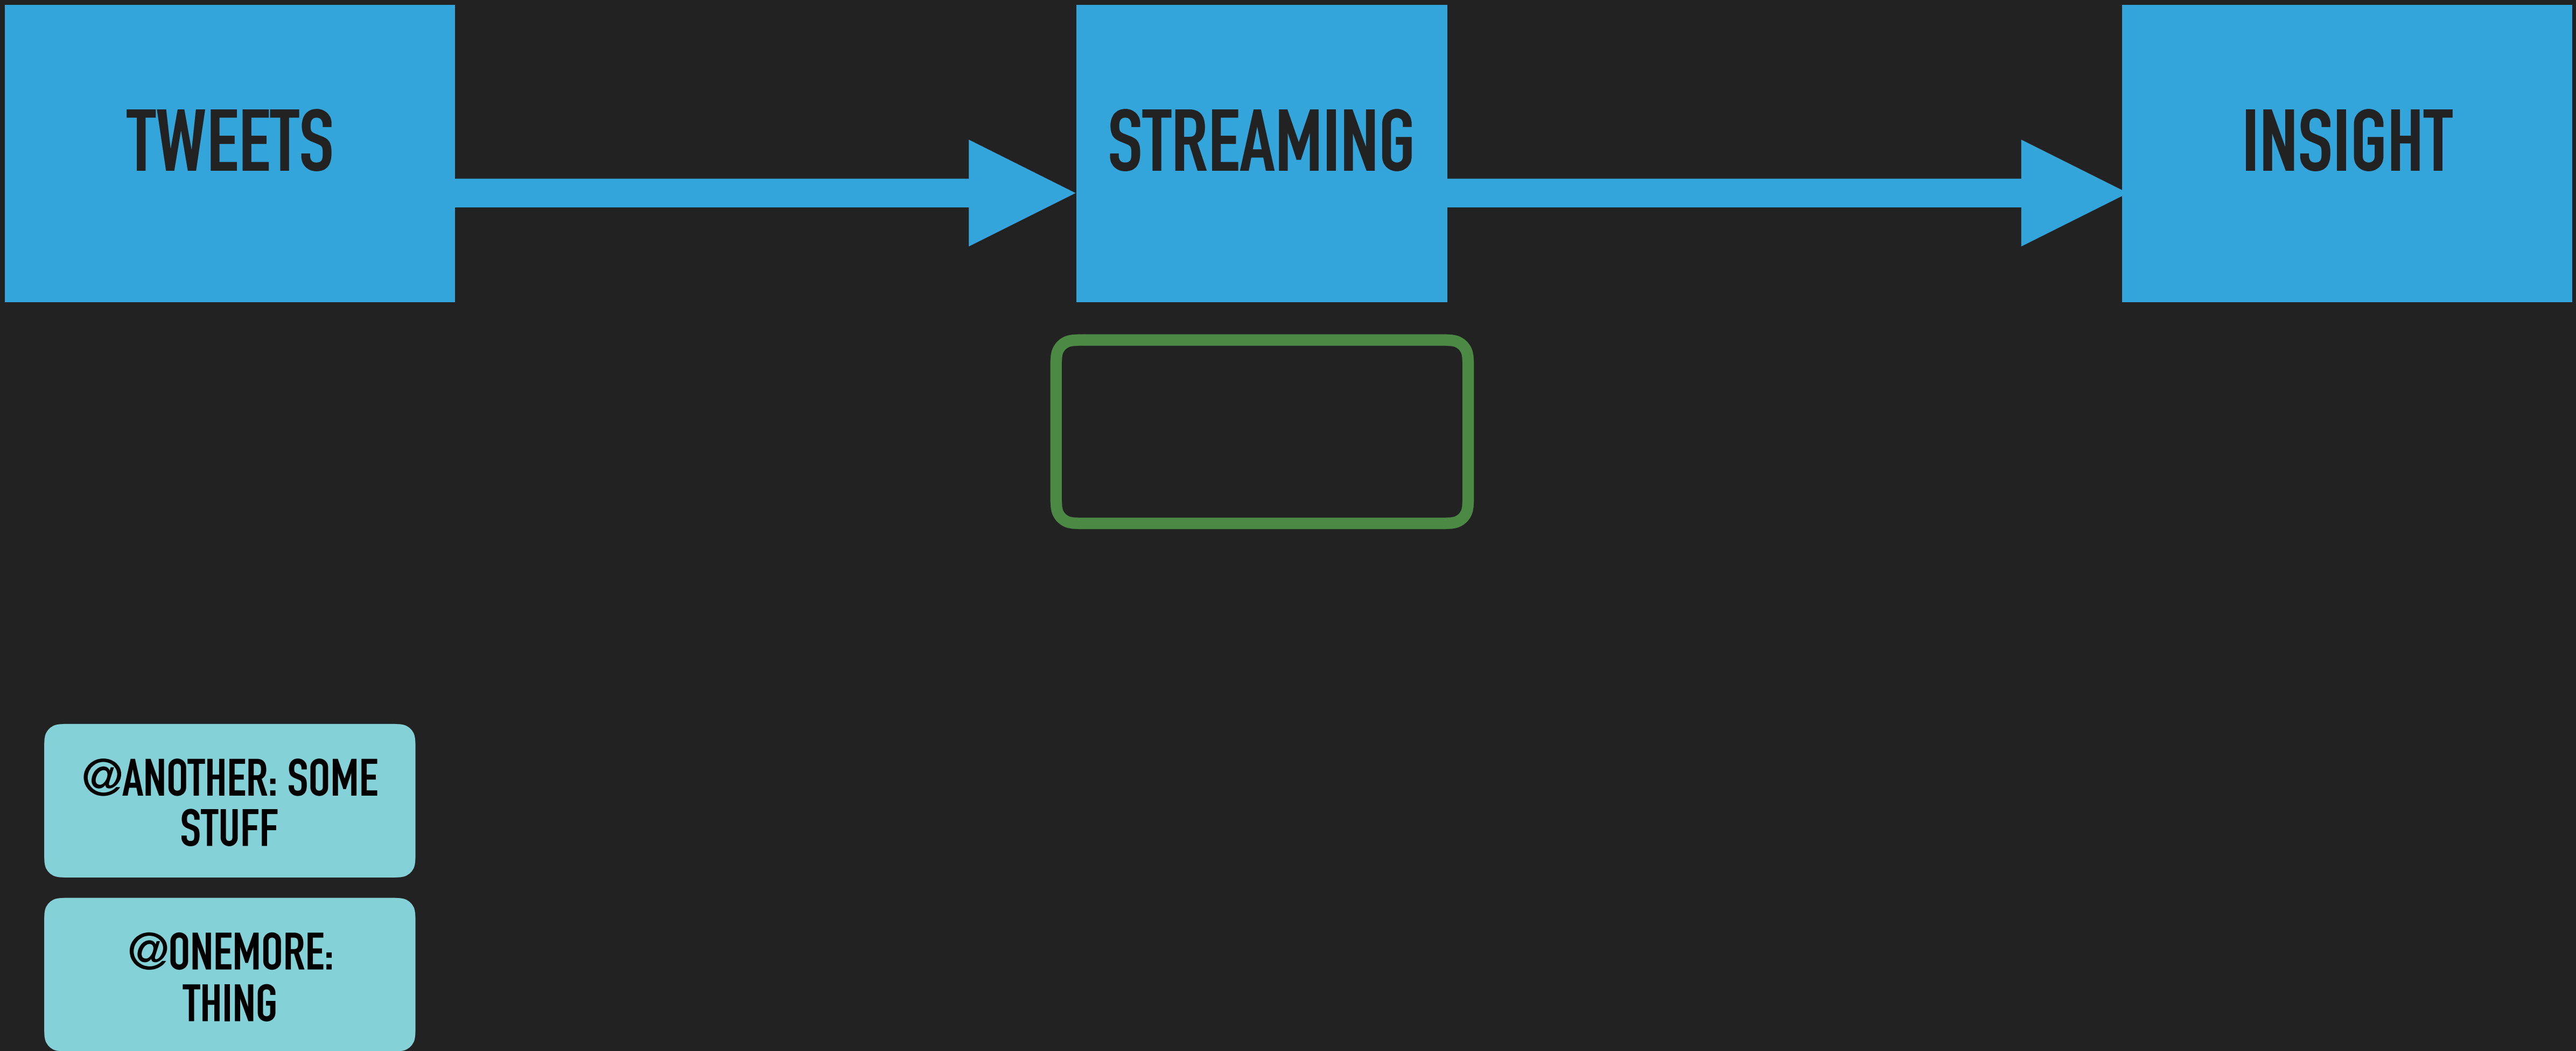 TWEETS
STREAMING
INSIGHT
@ANOTHER: SOME
STUFF
@ONEMORE:
THING